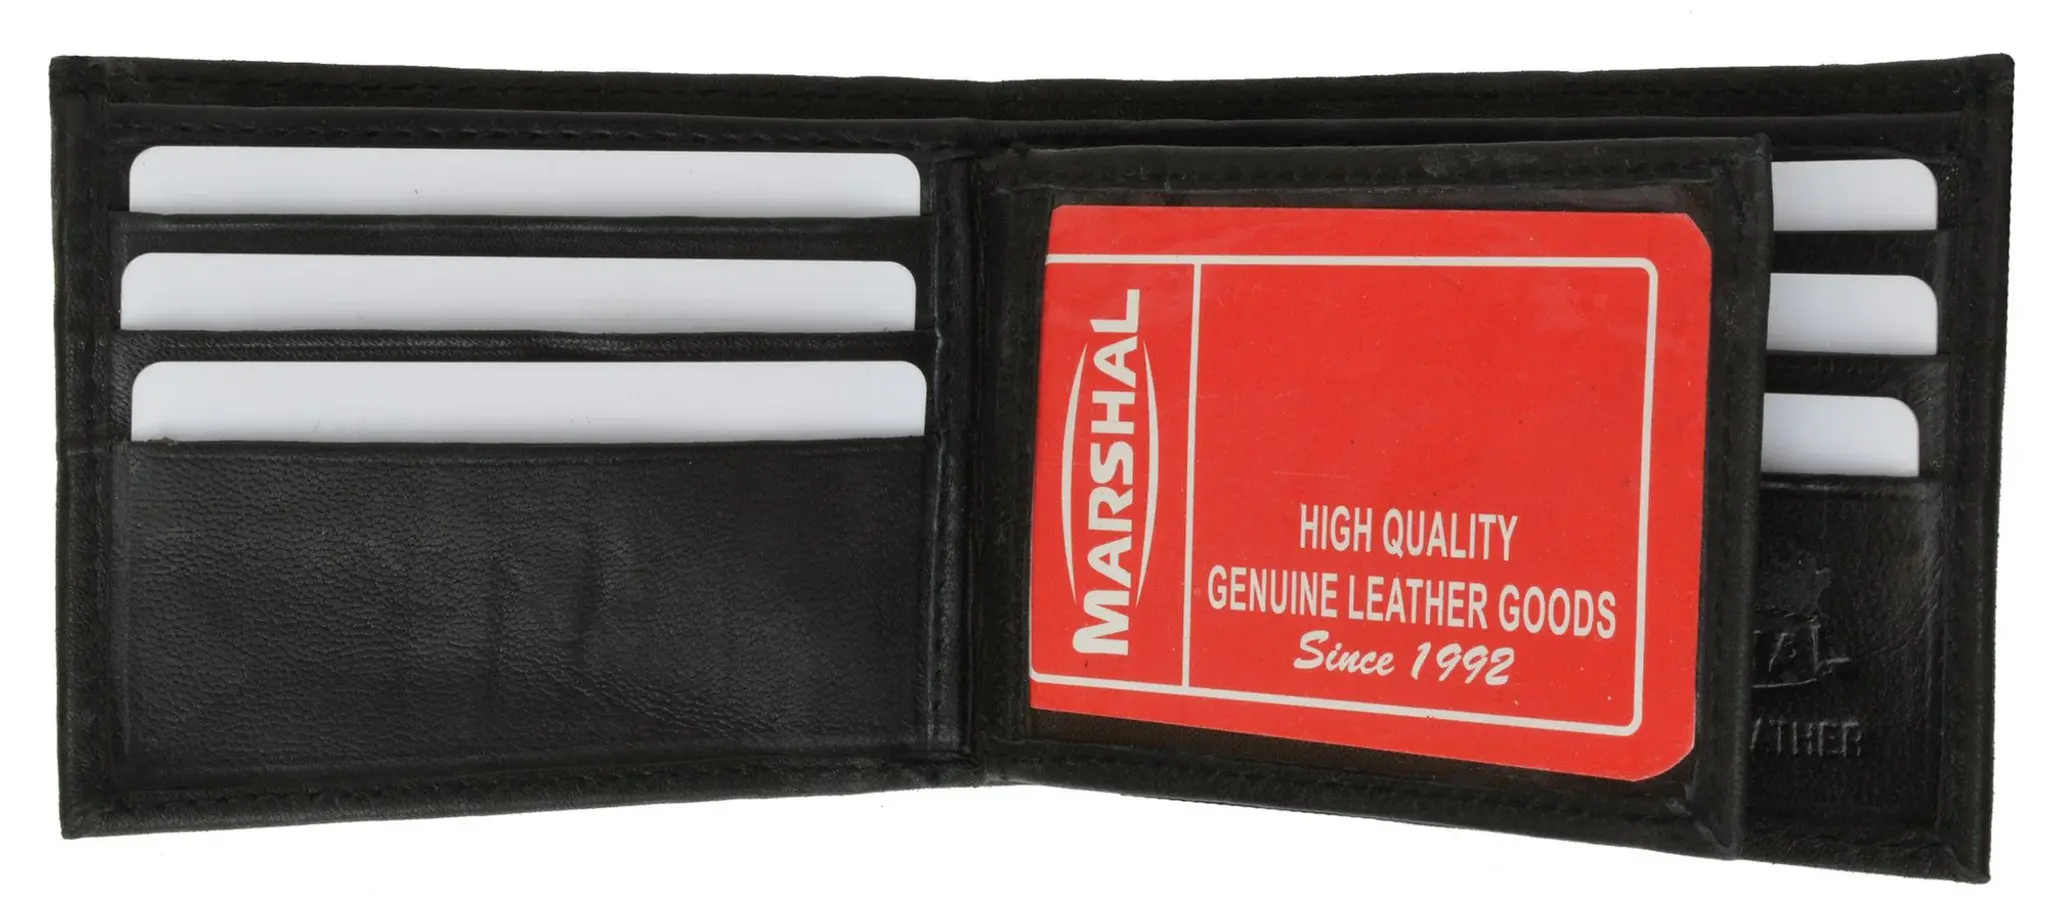 MARSHAL
HIGH QUALITY
GENUINE LEATHER GOODS
Since 1992